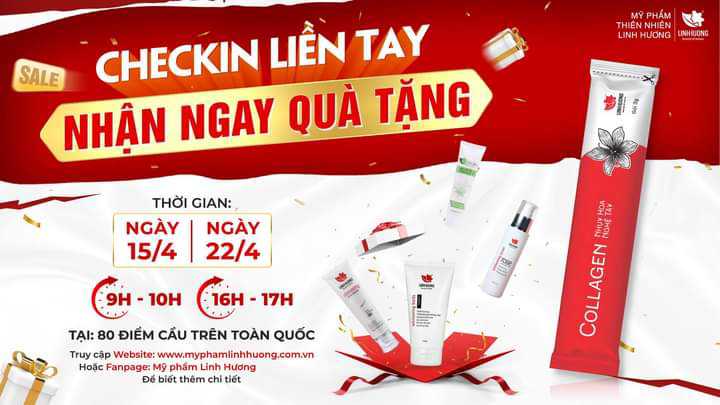 MỸ PHẨM
THIÊN NHIÊN
LINH HƯƠNG
LINHHUONG
SALE
CHECKIN LIỀN TAY
NHẬN NGAY QUÀ TẶNG
THỜI GIAN:
NGÀY
15/4
NGÀY
22/4
9H - 10H
16H - 17H
TẠI: 80 ĐIỂM CẦU TRÊN TOÀN QUỐC
Truy cập Website: www.myphamlinhhuong.com.vn
Hoặc Fanpage: Mỹ phẩm Linh Hương
Để biết thêm chi tiết
LINHHUONG
LINHHUONG
COLLAGEN
NHỤY HOA
NGHỆ TÂY